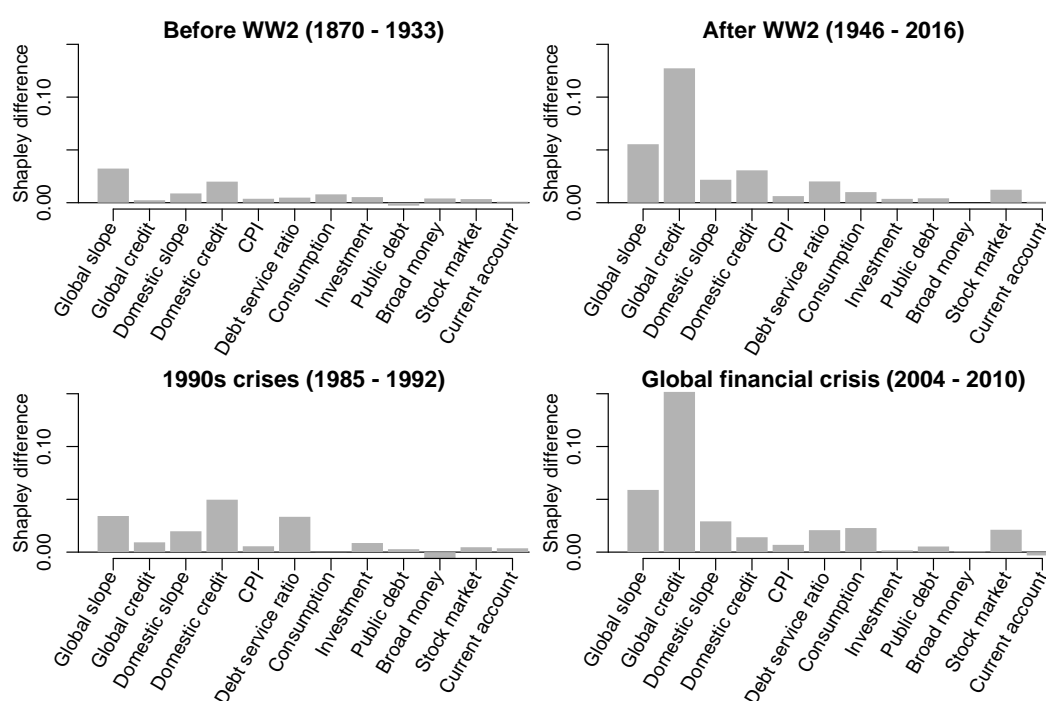 Before WW2 (1870 - 1933)
Shapley difference
0.10
0.00
Global slope
Global credit
Domestic slope
Domestic credit
CPI
Debt service ratio
Consumption
Investment
Public debt
Broad money
Stock market
Current account
After WW2 (1946 - 2016)
Shapley difference
0.10
0.00
Global slope
Global credit
Domestic slope
Domestic credit
CPI
Debt service ratio
Consumption
Investment
Public debt
Broad money
Stock market
Current account
1990s crises (1985 - 1992)
Shapley difference
0.10
0.00
Global slope
Global credit
Domestic slope
Domestic credit
CPI
Debt service ratio
Consumption
Investment
Public debt
Broad money
Stock market
Current account
Global financial crisis (2004 - 2010)
Shapley difference
0.10
0.00
Global slope
Global credit
Domestic slope
Domestic credit
CPI
Debt service ratio
Consumption
Investment
Public debt
Broad money
Stock market
Current account